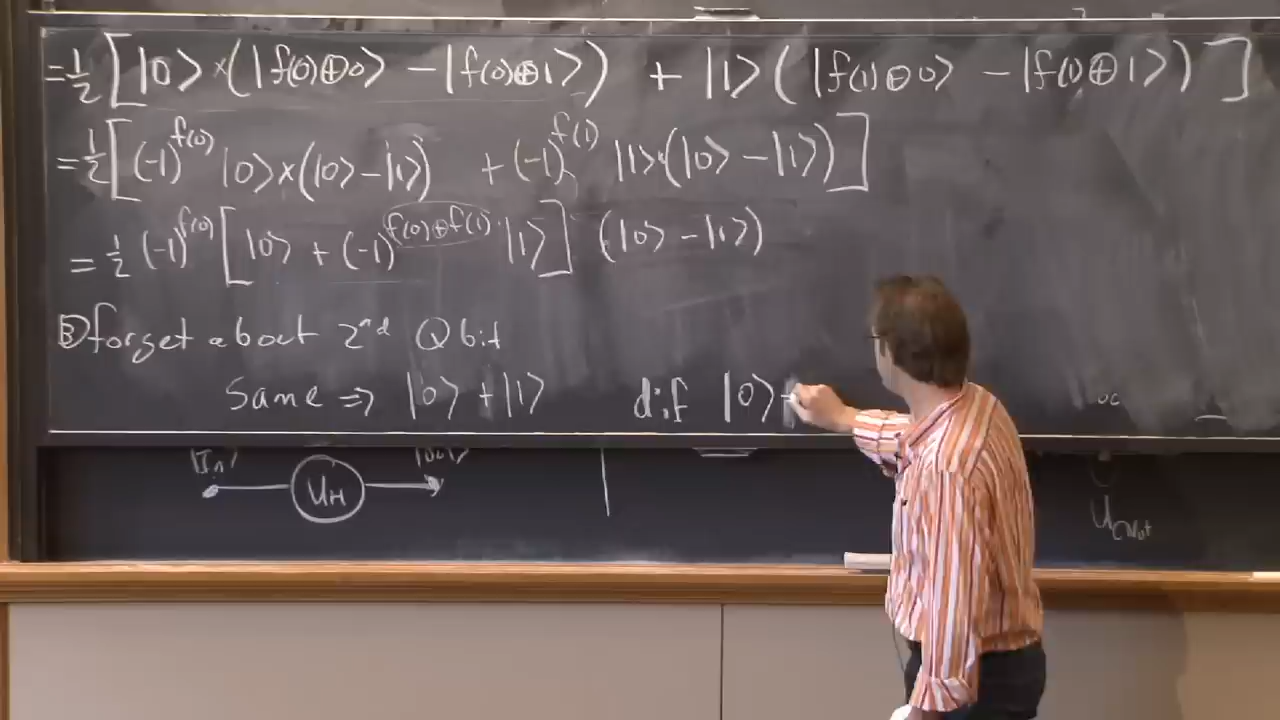 =½[|0>×(|f(0)⊕0> -|f(0)⊕1>) + |1>(|f(1)⊕0> -|f(1)⊕1>)]
=½[(-1)^f(0) |0>×(|0>-|1>) +(-1)^f(1) |1>×(|0>-|1>)]
=½(-1)^f(0)[|0> + (-1)^f(0)⊕f(1) |1>] (|0> -|1>)
③ forget about 2nd Qbit
Same ⇒ |0> +|1> dif |0>
|In> |Out>
U_H
U_cnot